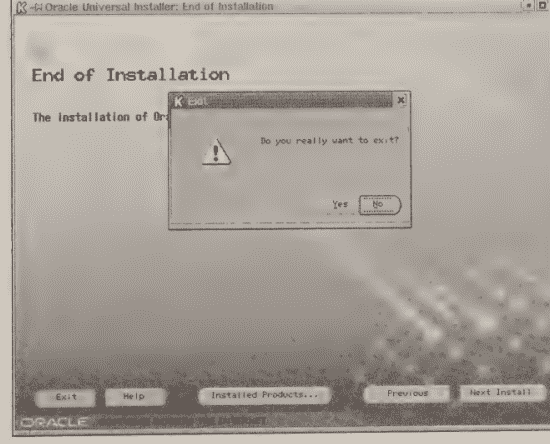 Oracle Universal Installer: End of Installation
End of Installation
The installation of Ora
Exit
Do you really want to exit?
Yes No
Exit Help Installed Products... Previous Next Install
ORACLE